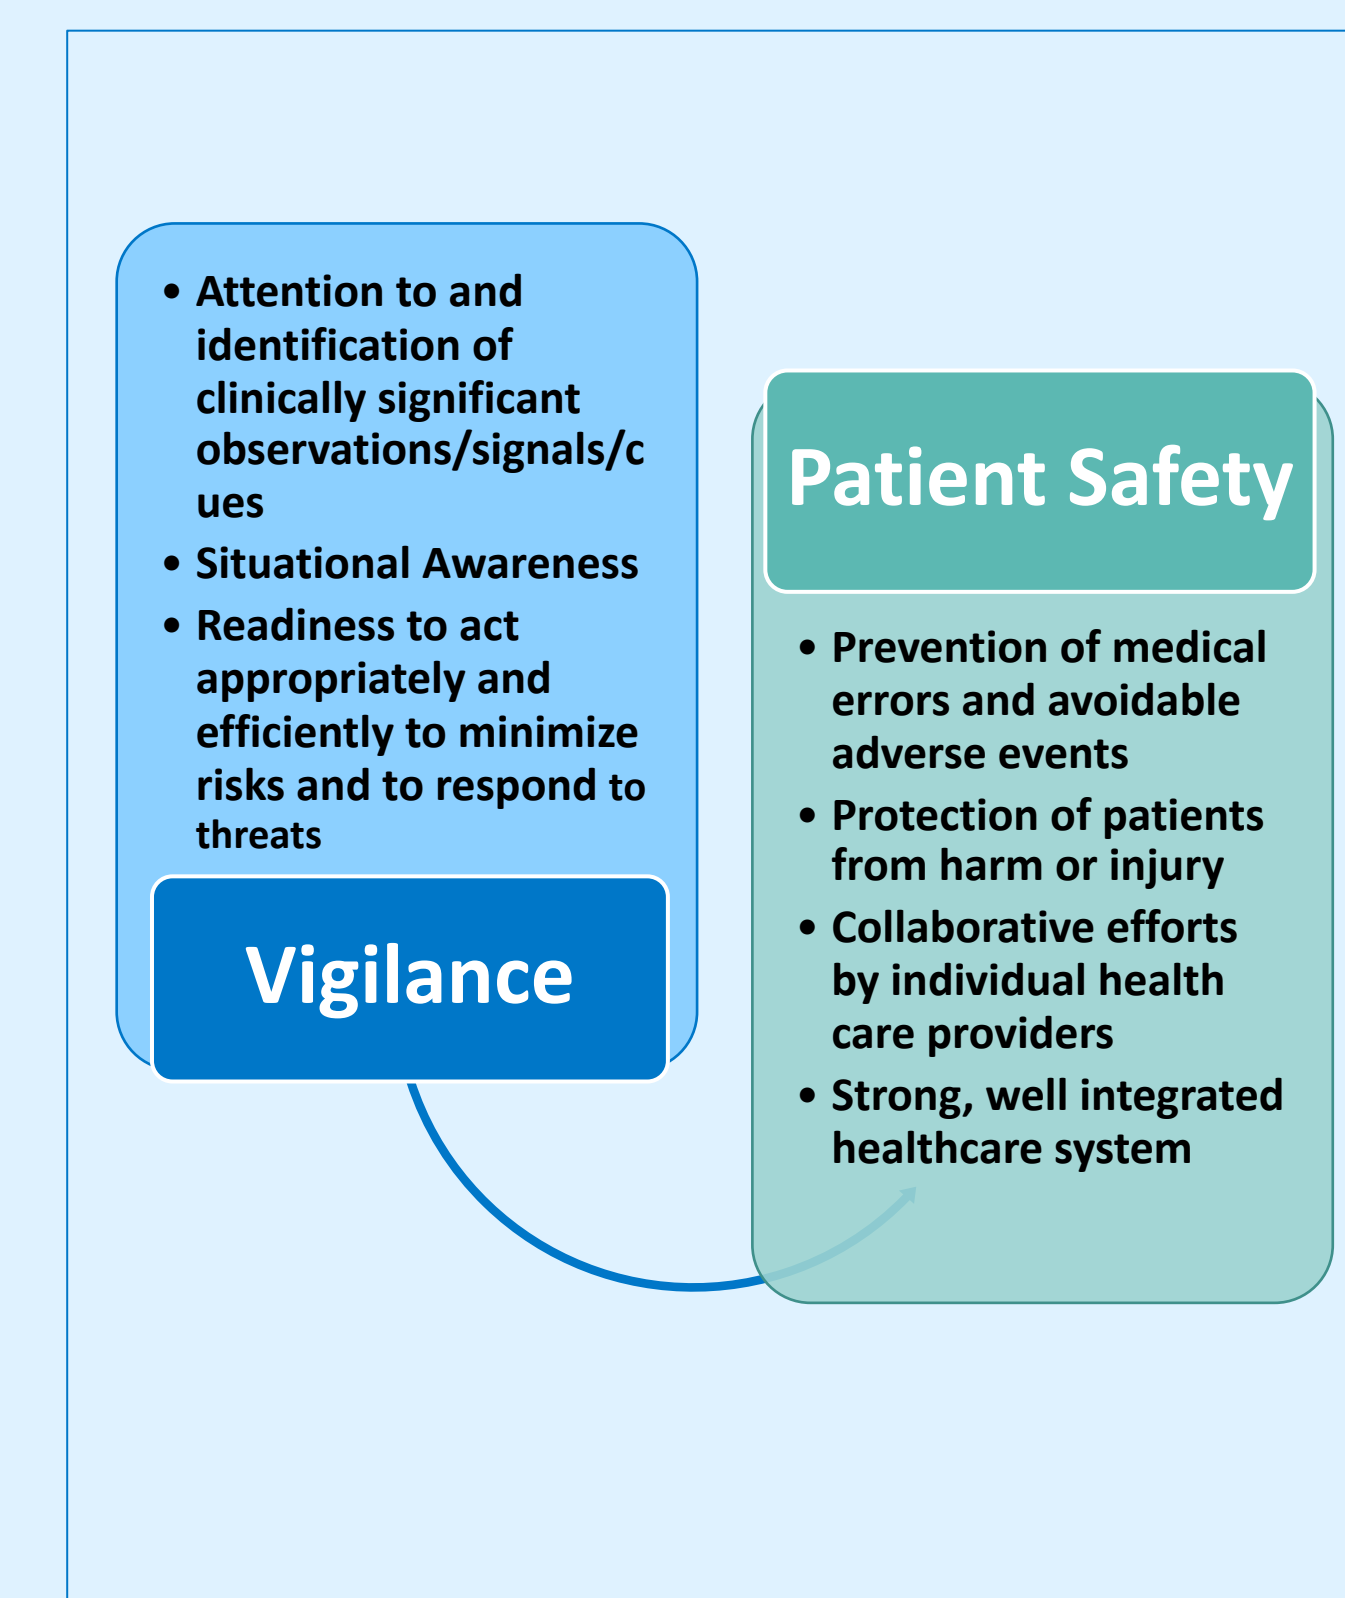 • Attention to and
identification of
clinically significant
observations/signals/c
ues
• Situational Awareness
• Readiness to act
appropriately and
efficiently to minimize
risks and to respond to
threats
Vigilance
Patient Safety
• Prevention of medical
errors and avoidable
adverse events
• Protection of patients
from harm or injury
• Collaborative efforts
by individual health
care providers
• Strong, well integrated
healthcare system